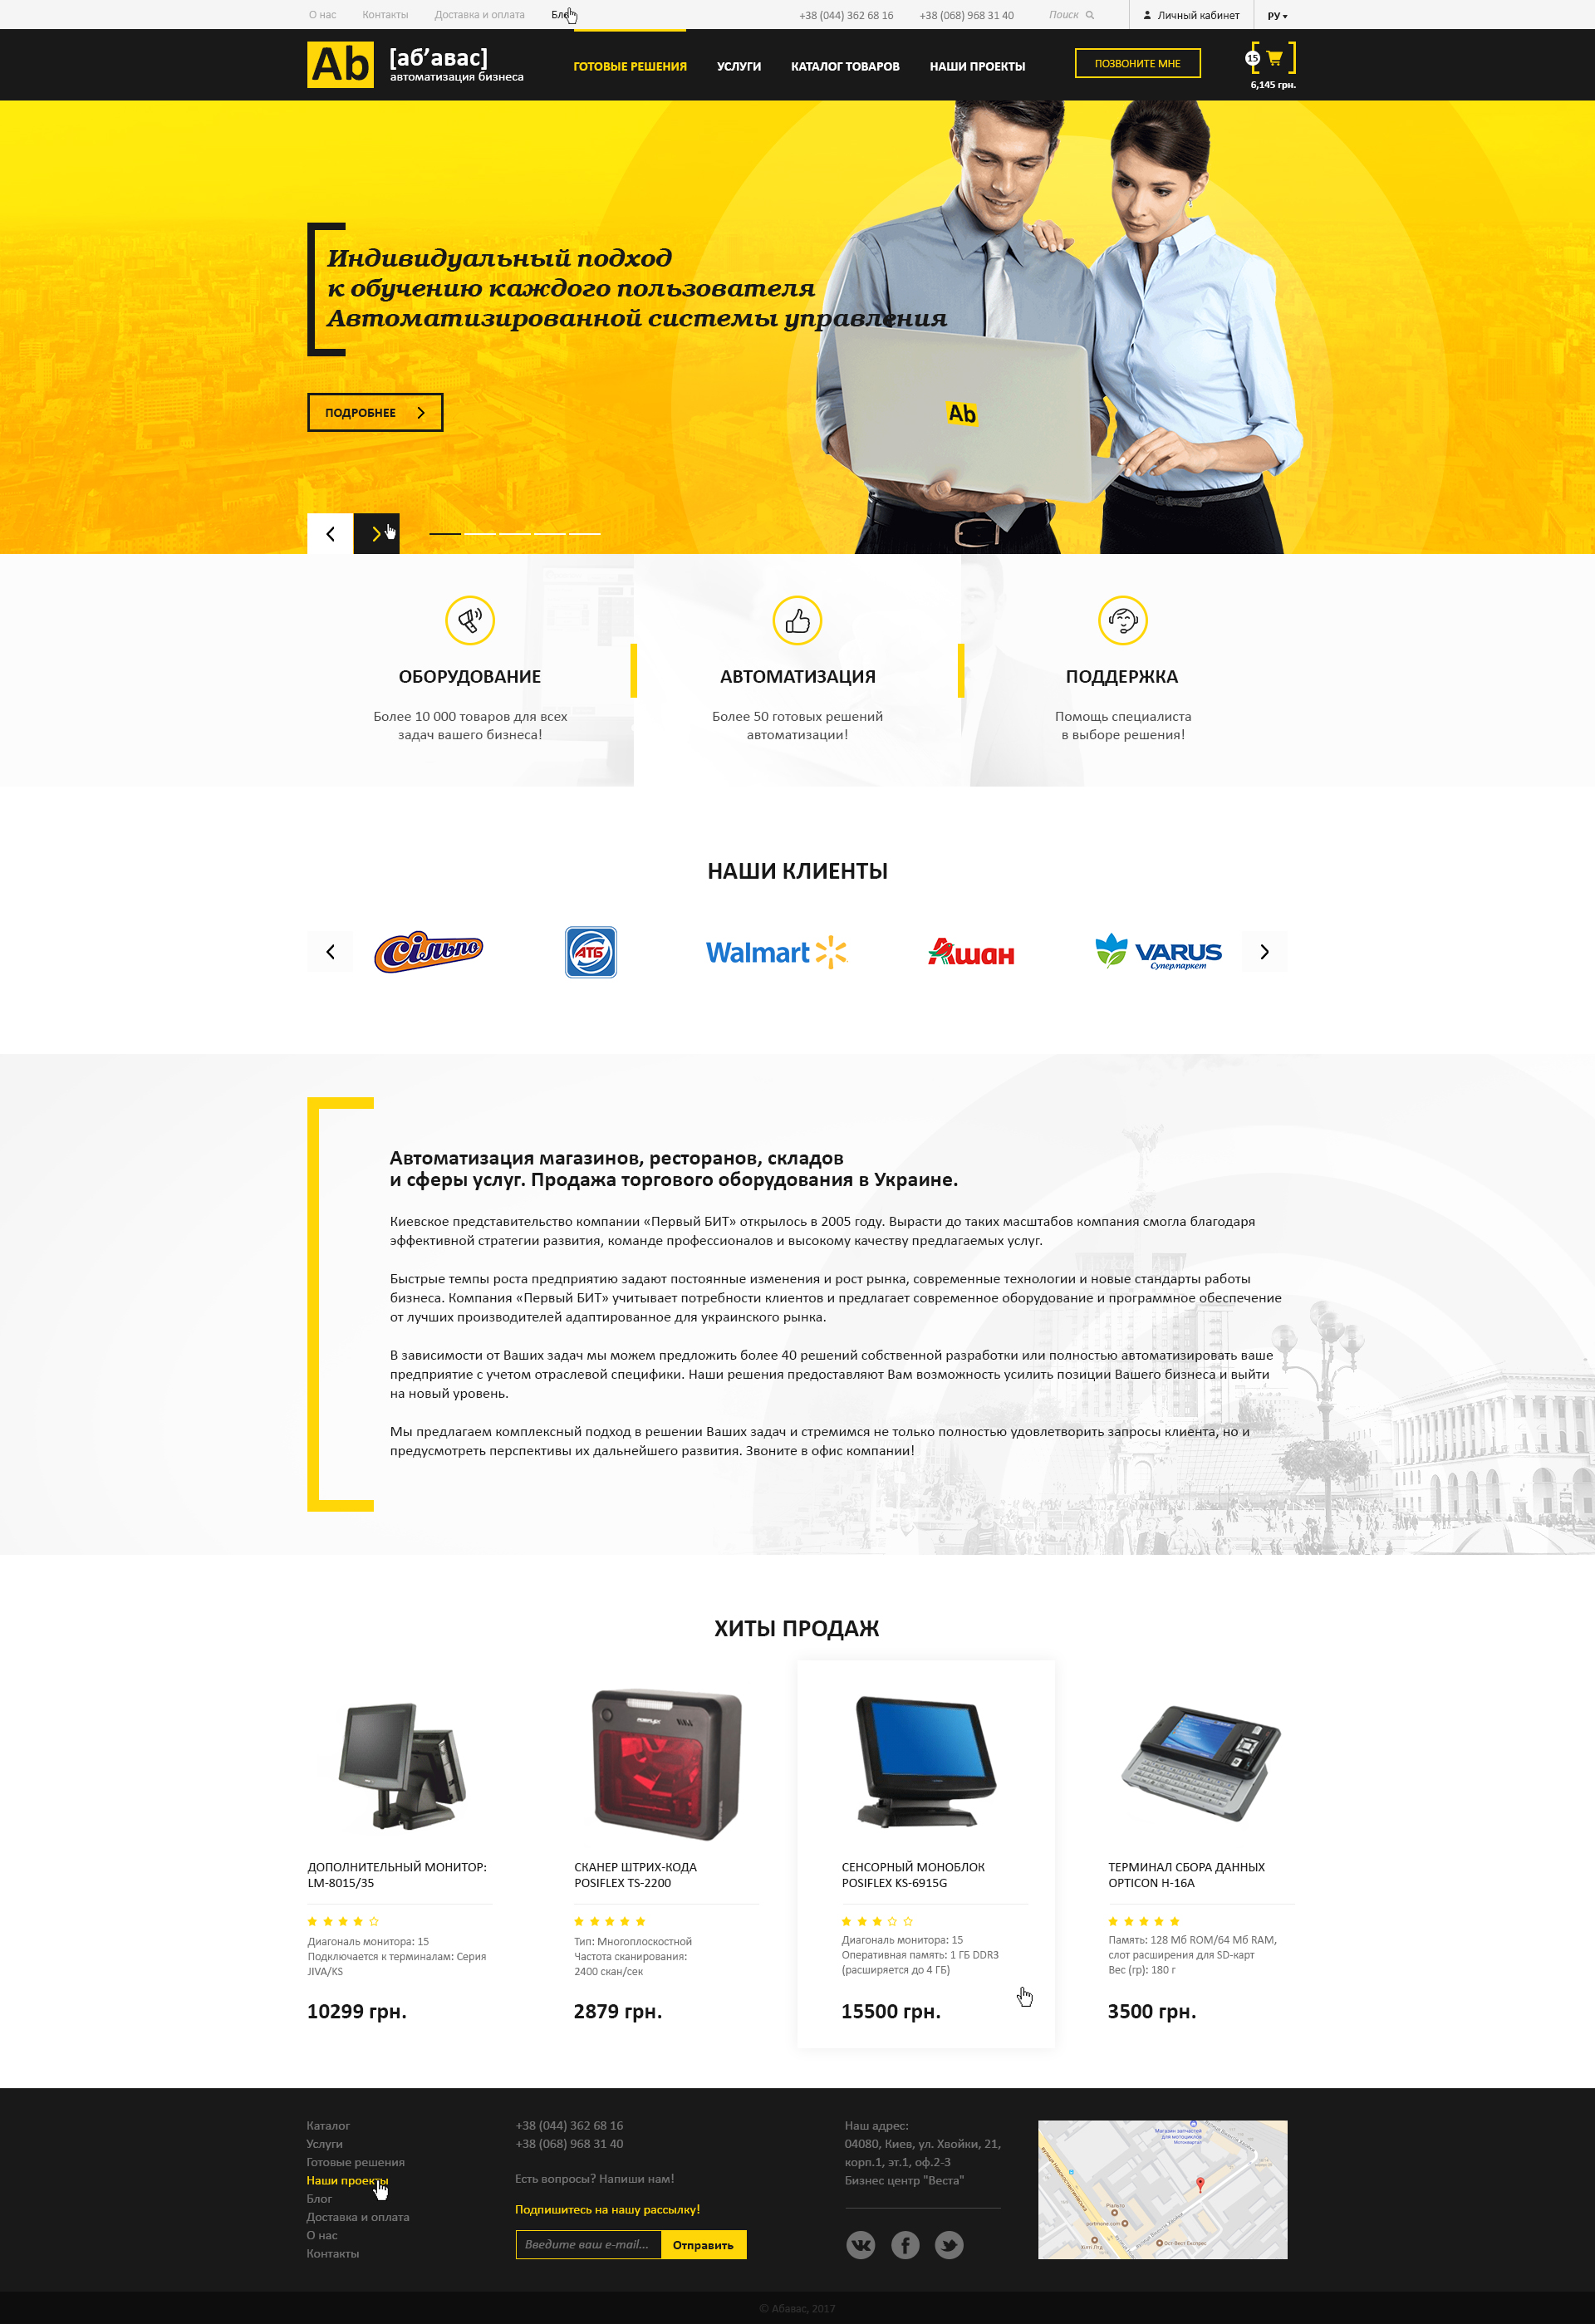 О нас
Контакты
Доставка и оплата
+38 (044) 362 68 16
+38 (068) 968 31 40
Поиск
Личный кабинет
РУ
Ab
[аб’авас]
автоматизация бизнеса
ГОТОВЫЕ РЕШЕНИЯ
УСЛУГИ
КАТАЛОГ ТОВАРОВ
НАШИ ПРОЕКТЫ
ПОЗВОНИТЕ МНЕ
15
6,145 грн.
Индивидуальный подход
к обучению каждого пользователя
Автоматизированной системы управления
Ab
ПОДРОБНЕЕ
ОБОРУДОВАНИЕ
Более 10 000 товаров для всех
задач вашего бизнеса!
АВТОМАТИЗАЦИЯ
Более 50 готовых решений
автоматизации!
ПОДДЕРЖКА
Помощь специалиста
в выборе решения!
НАШИ КЛИЕНТЫ
Сільпо
АТБ
Walmart
Ашан
VARUS
Супермаркет
Автоматизация магазинов, ресторанов, складов
и сферы услуг. Продажа торгового оборудования в Украине.
Киевское представительство компании «Первый БИТ» открылось в 2005 году. Вырасти до таких масштабов компания смогла благодаря
эффективной стратегии развития, команде профессионалов и высокому качеству предлагаемых услуг.
Быстрые темпы роста предприятию задают постоянные изменения и рост рынка, современные технологии и новые стандарты работы
бизнеса. Компания «Первый БИТ» учитывает потребности клиентов и предлагает современное оборудование и программное обеспечение
от лучших производителей адаптированное для украинского рынка.
В зависимости от Ваших задач мы можем предложить более 40 решений собственной разработки или полностью автоматизировать ваше
предприятие с учетом отраслевой специфики. Наши решения предоставляют Вам возможность усилить позиции Вашего бизнеса и выйти
на новый уровень.
Мы предлагаем комплексный подход в решении Ваших задач и стремимся не только полностью удовлетворить запросы клиента, но и
предусмотреть перспективы их дальнейшего развития. Звоните в офис компании!
ХИТЫ ПРОДАЖ
ДОПОЛНИТЕЛЬНЫЙ МОНИТОР:
LM-8015/35
Диагональ монитора: 15
Подключается к терминалам: Серия
JIVA/KS
10299 грн.
СКАНЕР ШТРИХ-КОДА
POSIFLEX TS-2200
Тип: Многоплоскостной
Частота сканирования:
2400 скан/сек
2879 грн.
СЕНСОРНЫЙ МОНОБЛОК
POSIFLEX KS-6915G
Диагональ монитора: 15
Оперативная память: 1 ГБ DDR3
(расширяется до 4 ГБ)
15500 грн.
ТЕРМИНАЛ СБОРА ДАННЫХ
OPTICON H-16A
Память: 128 Мб ROM/64 Мб RAM,
слот расширения для SD-карт
Вес (гр): 180 г
3500 грн.
Каталог
Услуги
Готовые решения
Наши проекты
Блог
Доставка и оплата
О нас
Контакты
+38 (044) 362 68 16
+38 (068) 968 31 40
Есть вопросы? Напиши нам!
Подпишитесь на нашу рассылку!
Введите ваш e-mail...
Отправить
Наш адрес:
04080, Киев, ул. Хвойки, 21,
корп.1, эт.1, оф.2-3
Бизнес центр "Веста"
© Абавас, 2017